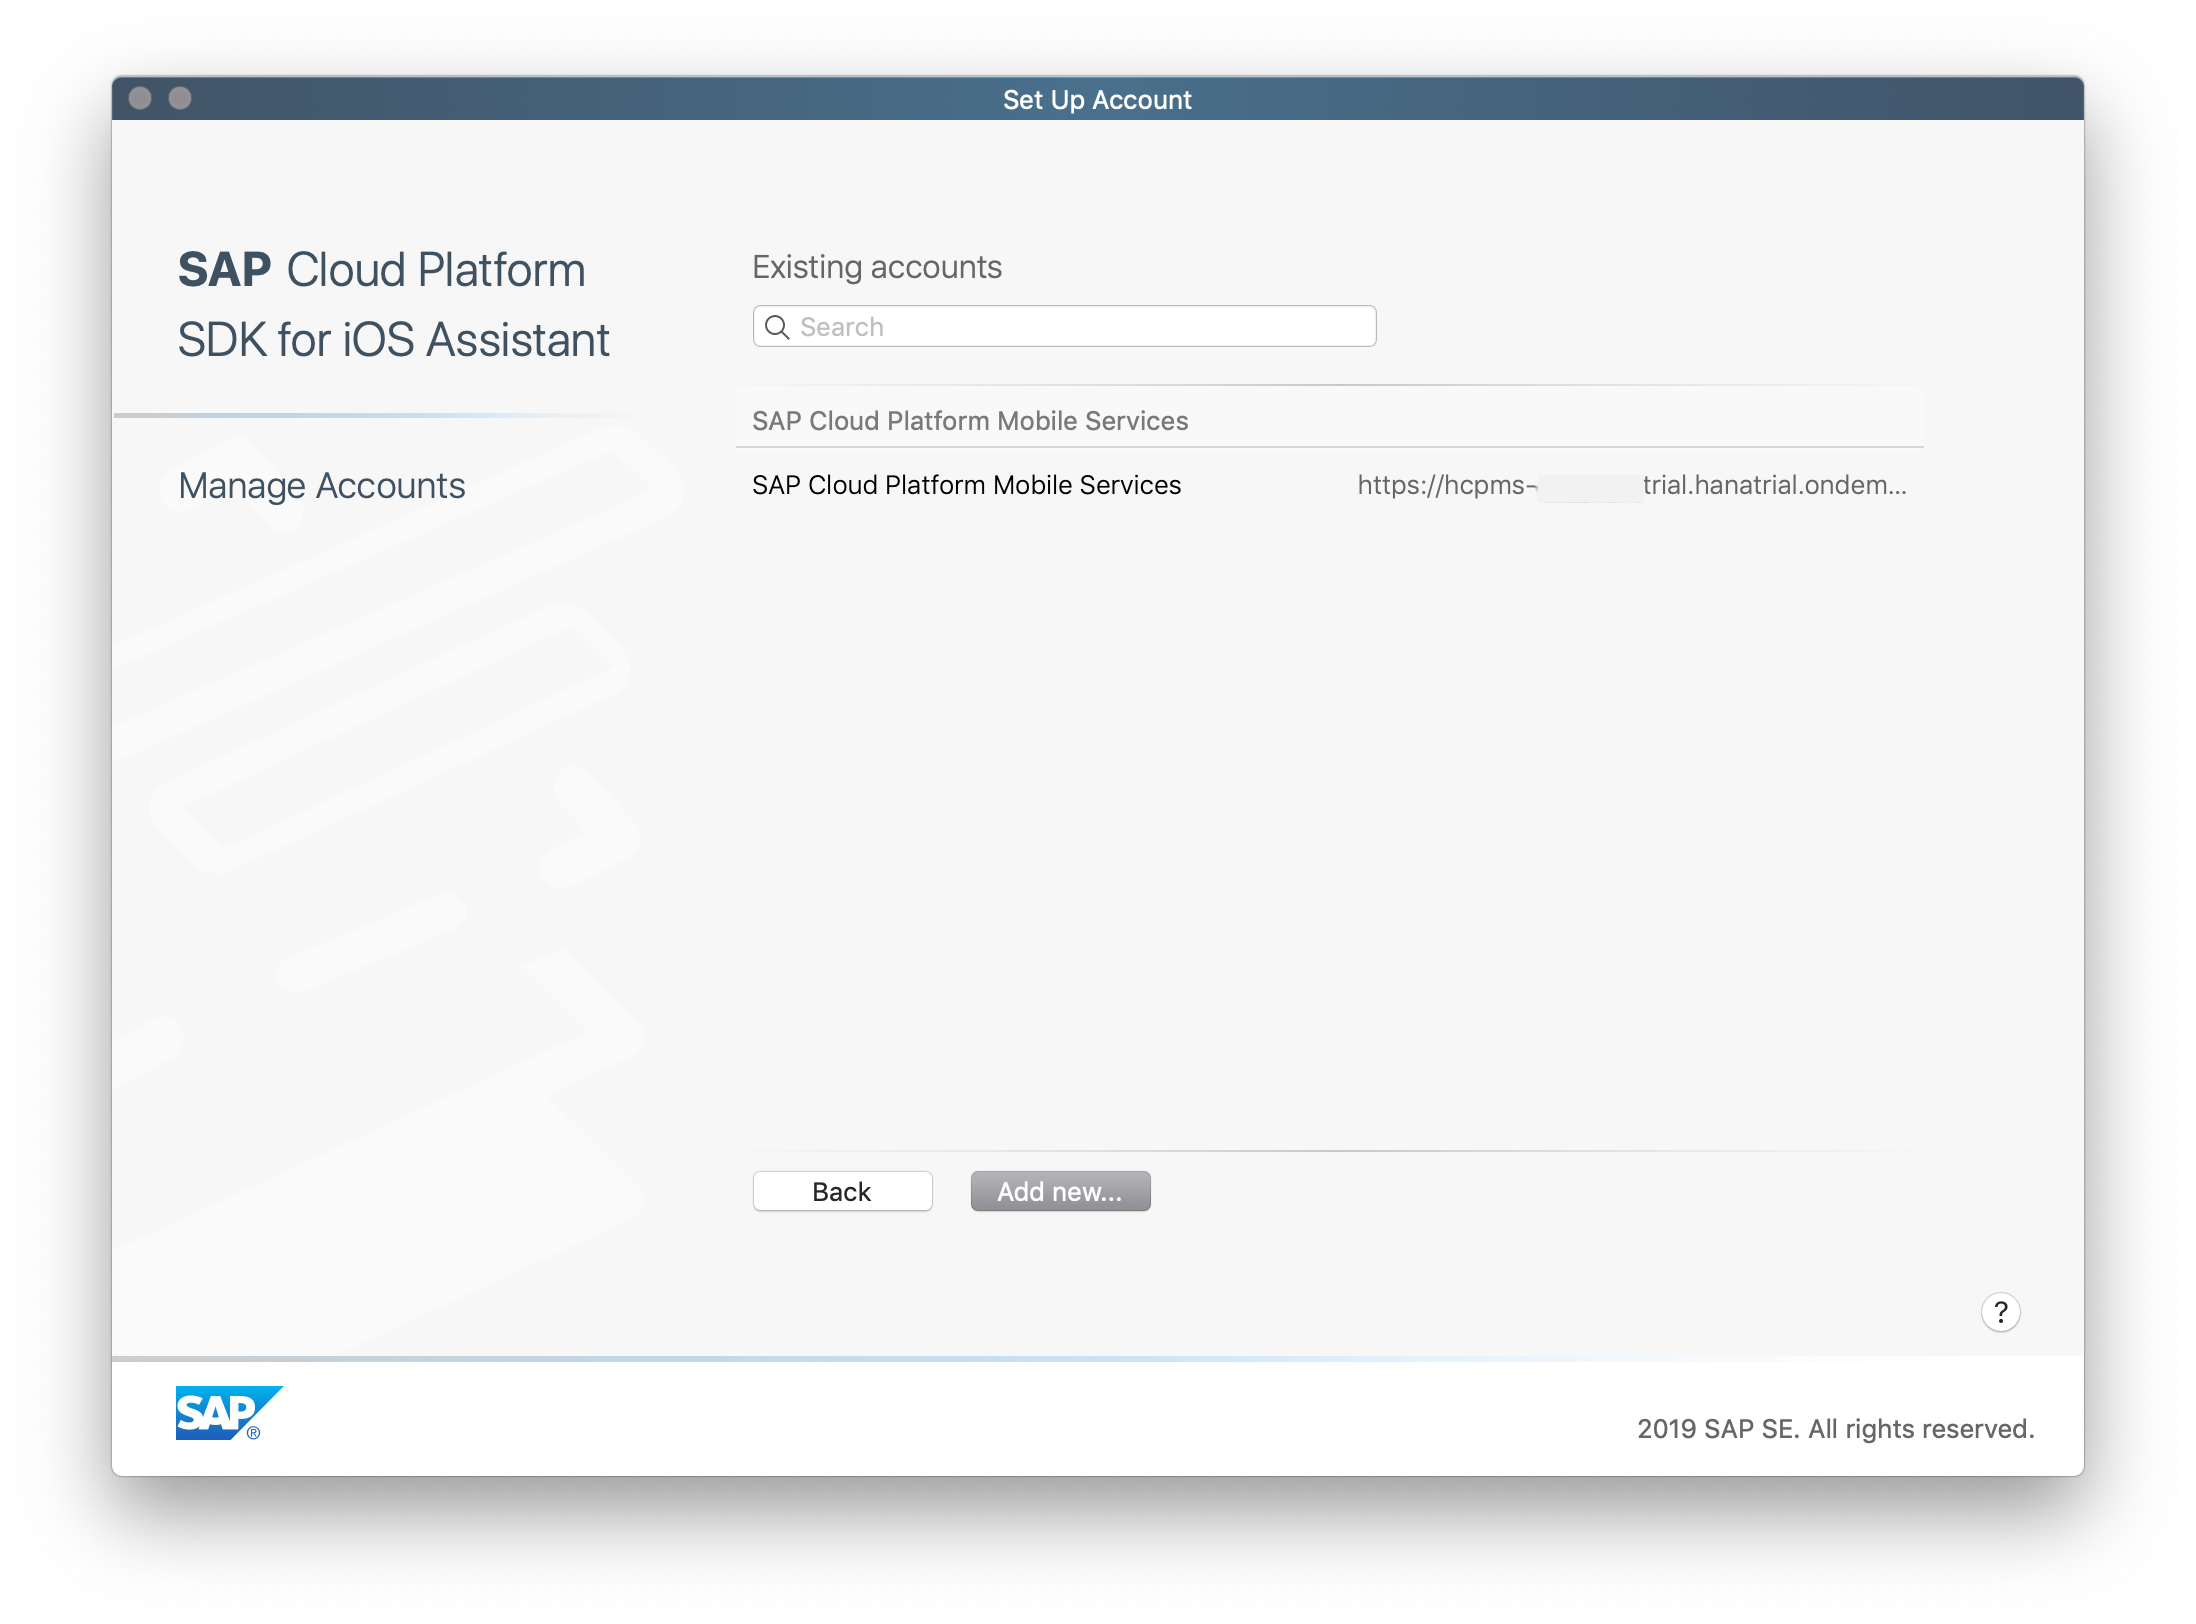 Set Up Account
SAP Cloud Platform
SDK for iOS Assistant
Manage Accounts
Existing accounts
Search
SAP Cloud Platform Mobile Services
SAP Cloud Platform Mobile Services https://hcpms- trial.hanatrial.ondem...
Back Add new...
?
SAP®
2019 SAP SE. All rights reserved.